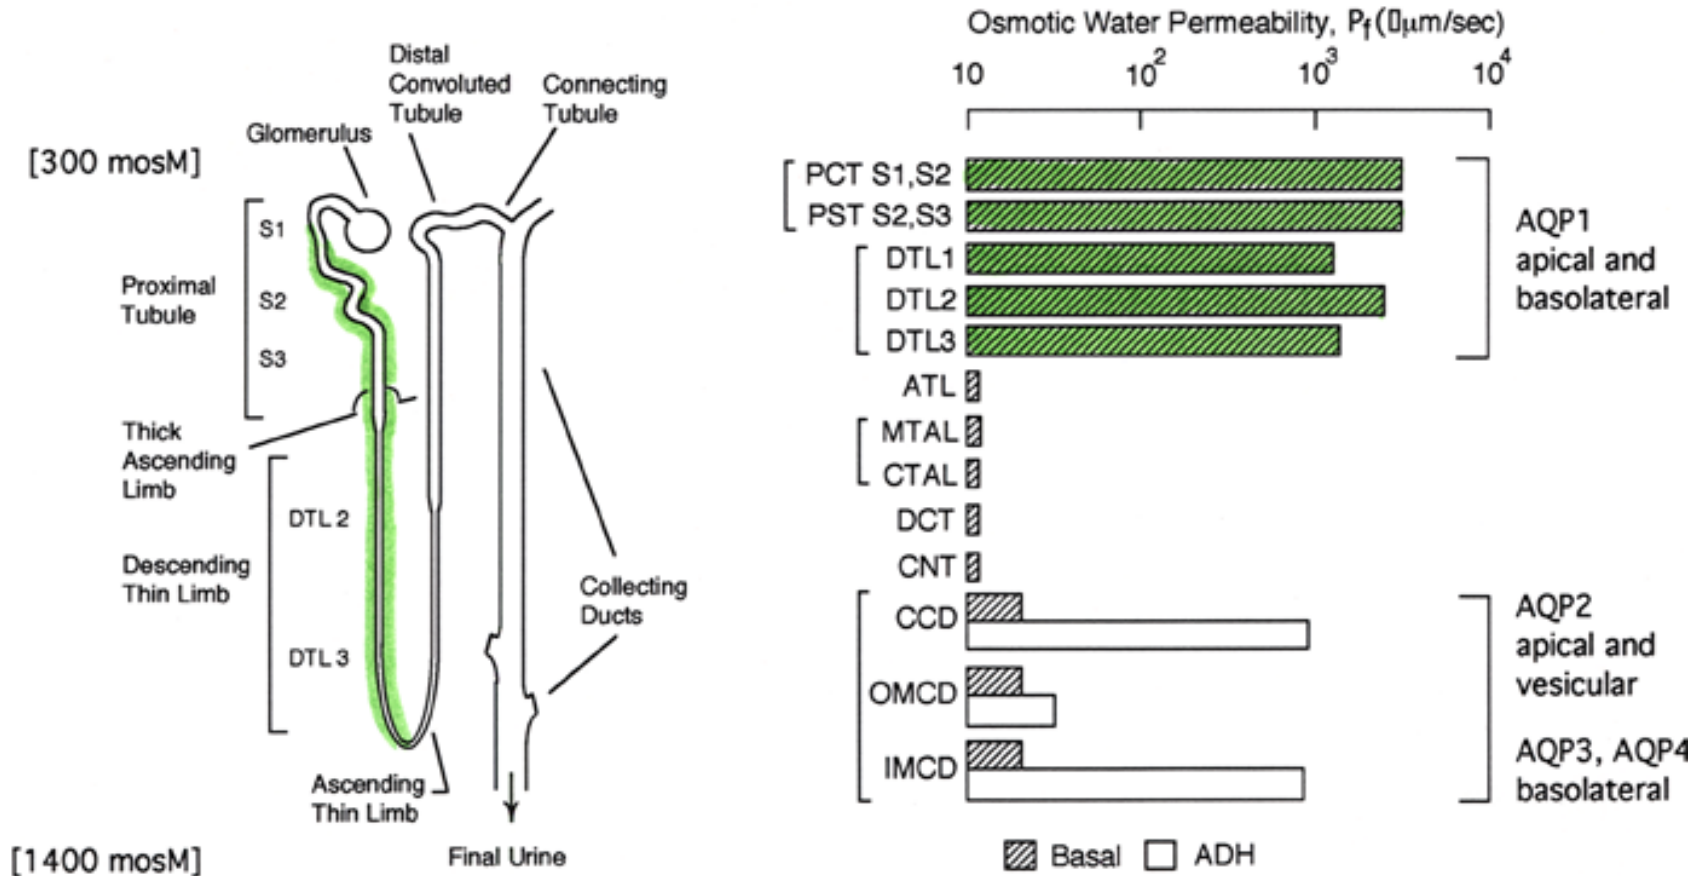 Distal
Convoluted
Tubule
Connecting
Tubule
Glomerulus
[300 mosM]
S1
Proximal
Tubule
S2
S3
Thick
Ascending
Limb
DTL 2
Descending
Thin Limb
DTL 3
Collecting
Ducts
Ascending
Thin Limb
[1400 mosM]
Final Urine
Osmotic Water Permeability, Pf (▯µm/sec)
10 10² 10³ 10⁴
PCT S1,S2
PST S2,S3
DTL1
DTL2
DTL3
AQP1
apical and
basolateral
ATL
MTAL
CTAL
DCT
CNT
CCD
OMCD
IMCD
AQP2
apical and
vesicular
AQP3, AQP4
basolateral
Basal ADH